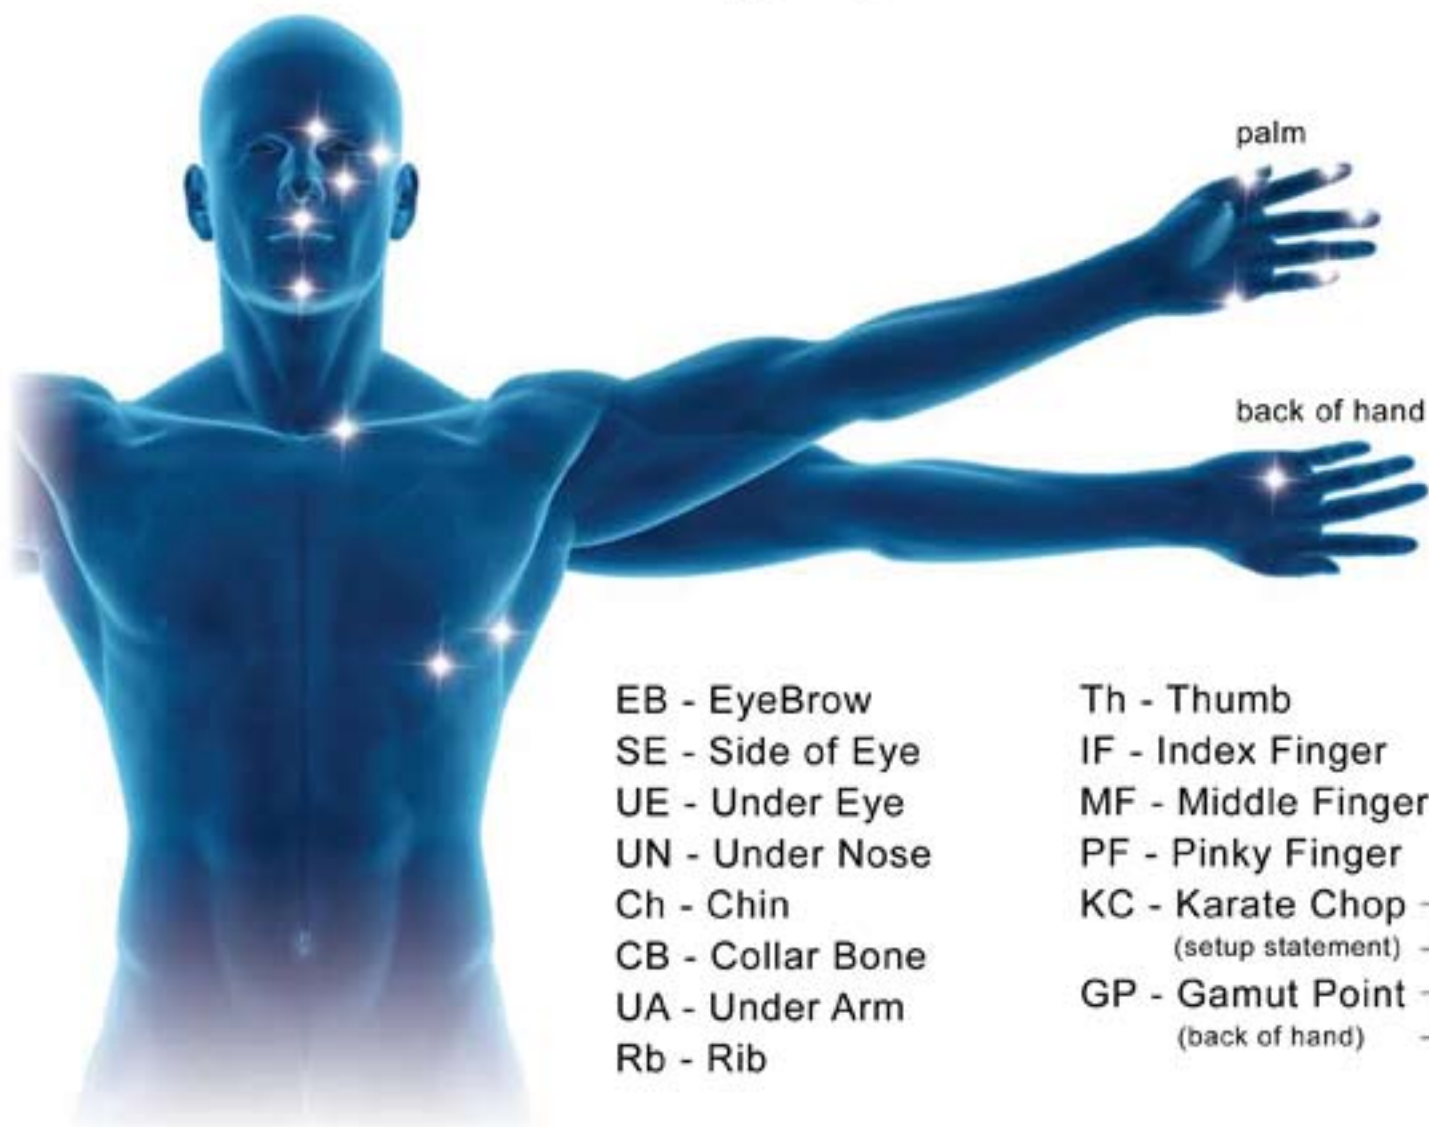 palm
back of hand
EB - EyeBrow
SE - Side of Eye
UE - Under Eye
UN - Under Nose
Ch - Chin
CB - Collar Bone
UA - Under Arm
Rb - Rib
Th - Thumb
IF - Index Finger
MF - Middle Finger
PF - Pinky Finger
KC - Karate Chop -
(setup statement) -
GP - Gamut Point -
(back of hand) -